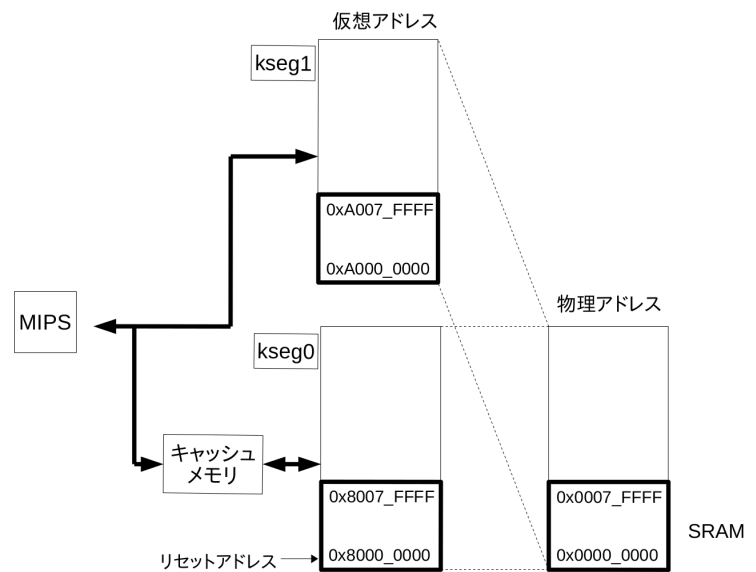 仮想アドレス
kseg1
0xA007_FFFF
0xA000_0000
MIPS
物理アドレス
kseg0
キャッシュ
メモリ
0x8007_FFFF
0x0007_FFFF
SRAM
リセットアドレス
0x8000_0000
0x0000_0000